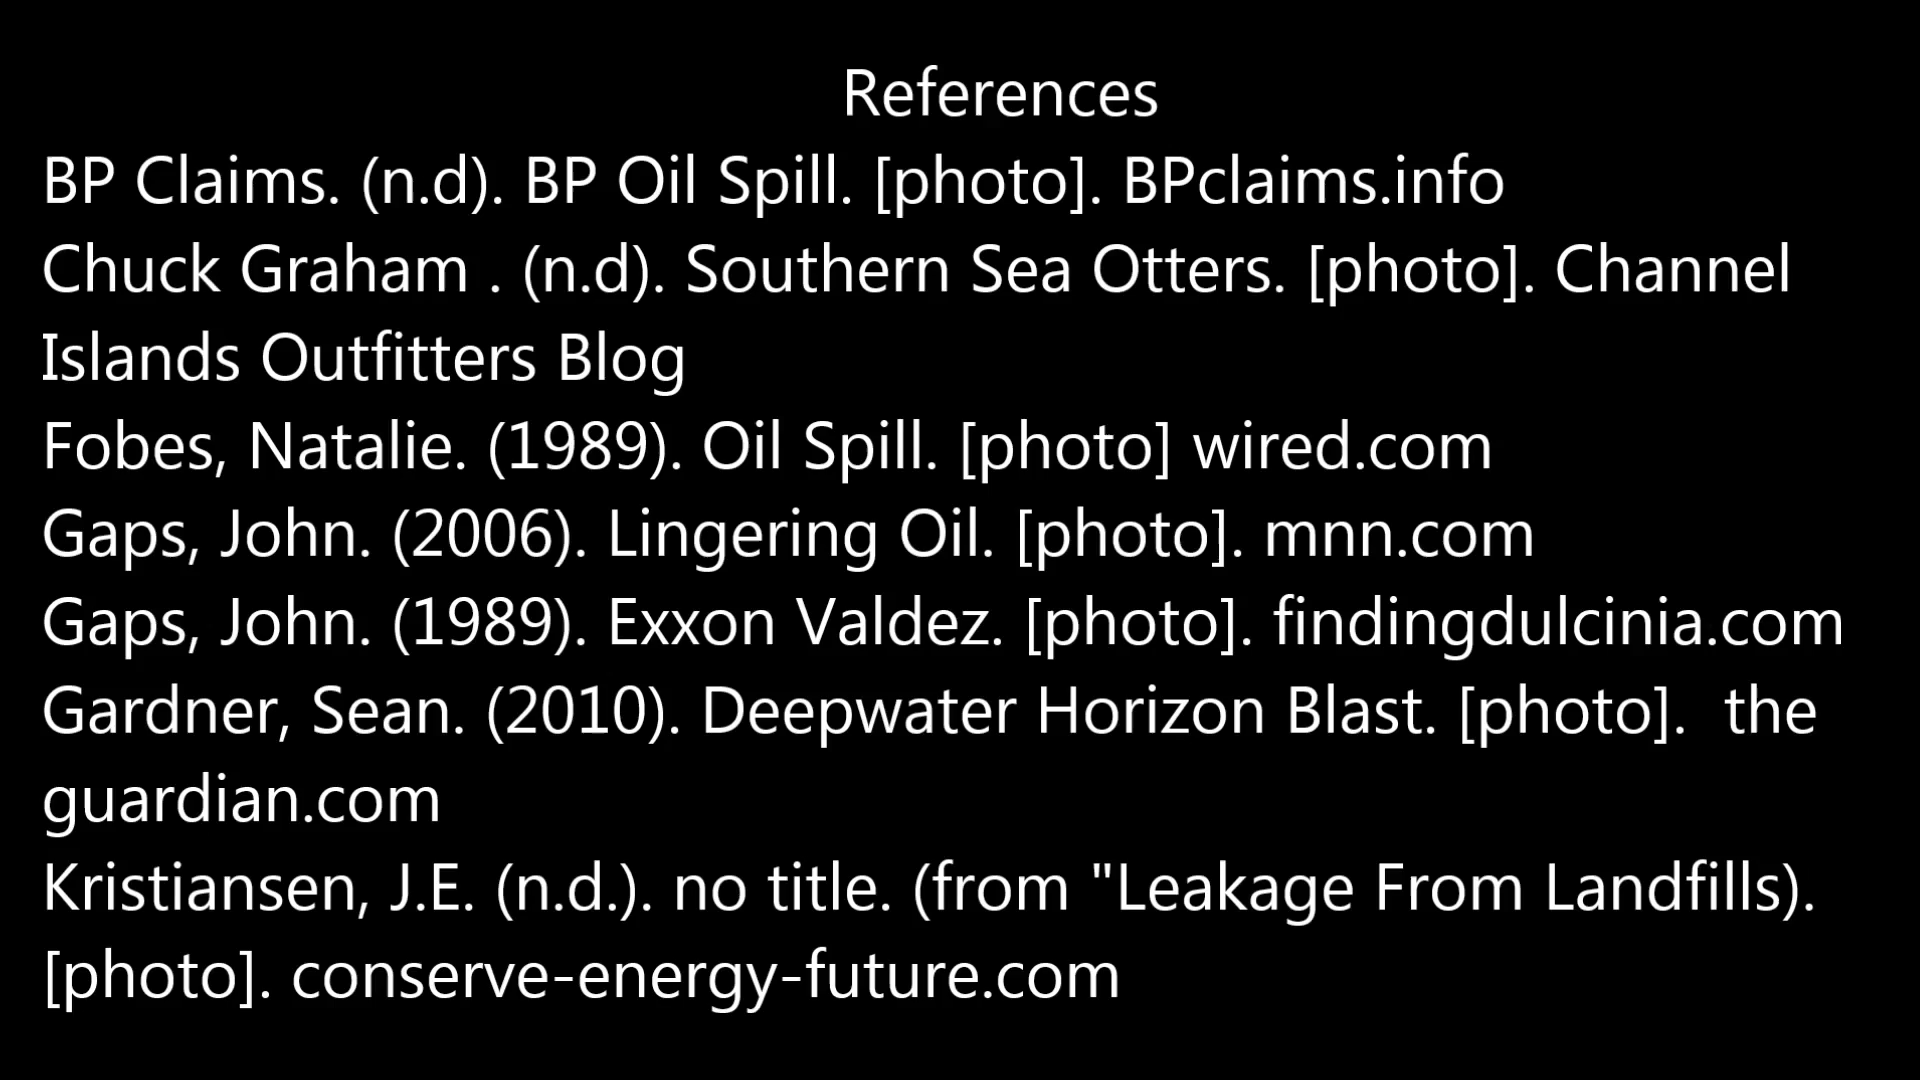 References
BP Claims. (n.d). BP Oil Spill. [photo]. BPclaims.info
Chuck Graham . (n.d). Southern Sea Otters. [photo]. Channel
Islands Outfitters Blog
Fobes, Natalie. (1989). Oil Spill. [photo] wired.com
Gaps, John. (2006). Lingering Oil. [photo]. mnn.com
Gaps, John. (1989). Exxon Valdez. [photo]. findingdulcinia.com
Gardner, Sean. (2010). Deepwater Horizon Blast. [photo].  the
guardian.com
Kristiansen, J.E. (n.d.). no title. (from "Leakage From Landfills).
[photo]. conserve-energy-future.com